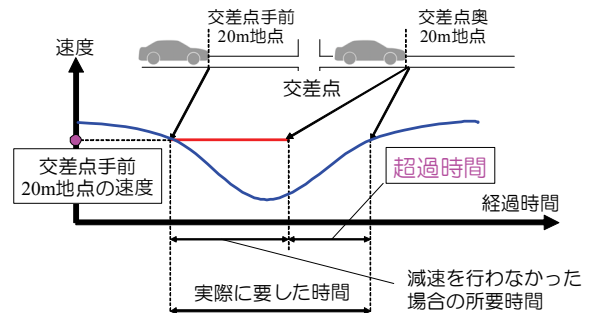 交差点手前
20m地点
交差点奥
20m地点
速度
交差点
交差点手前
20m地点の速度
超過時間
経過時間
減速を行わなかった
場合の所要時間
実際に要した時間